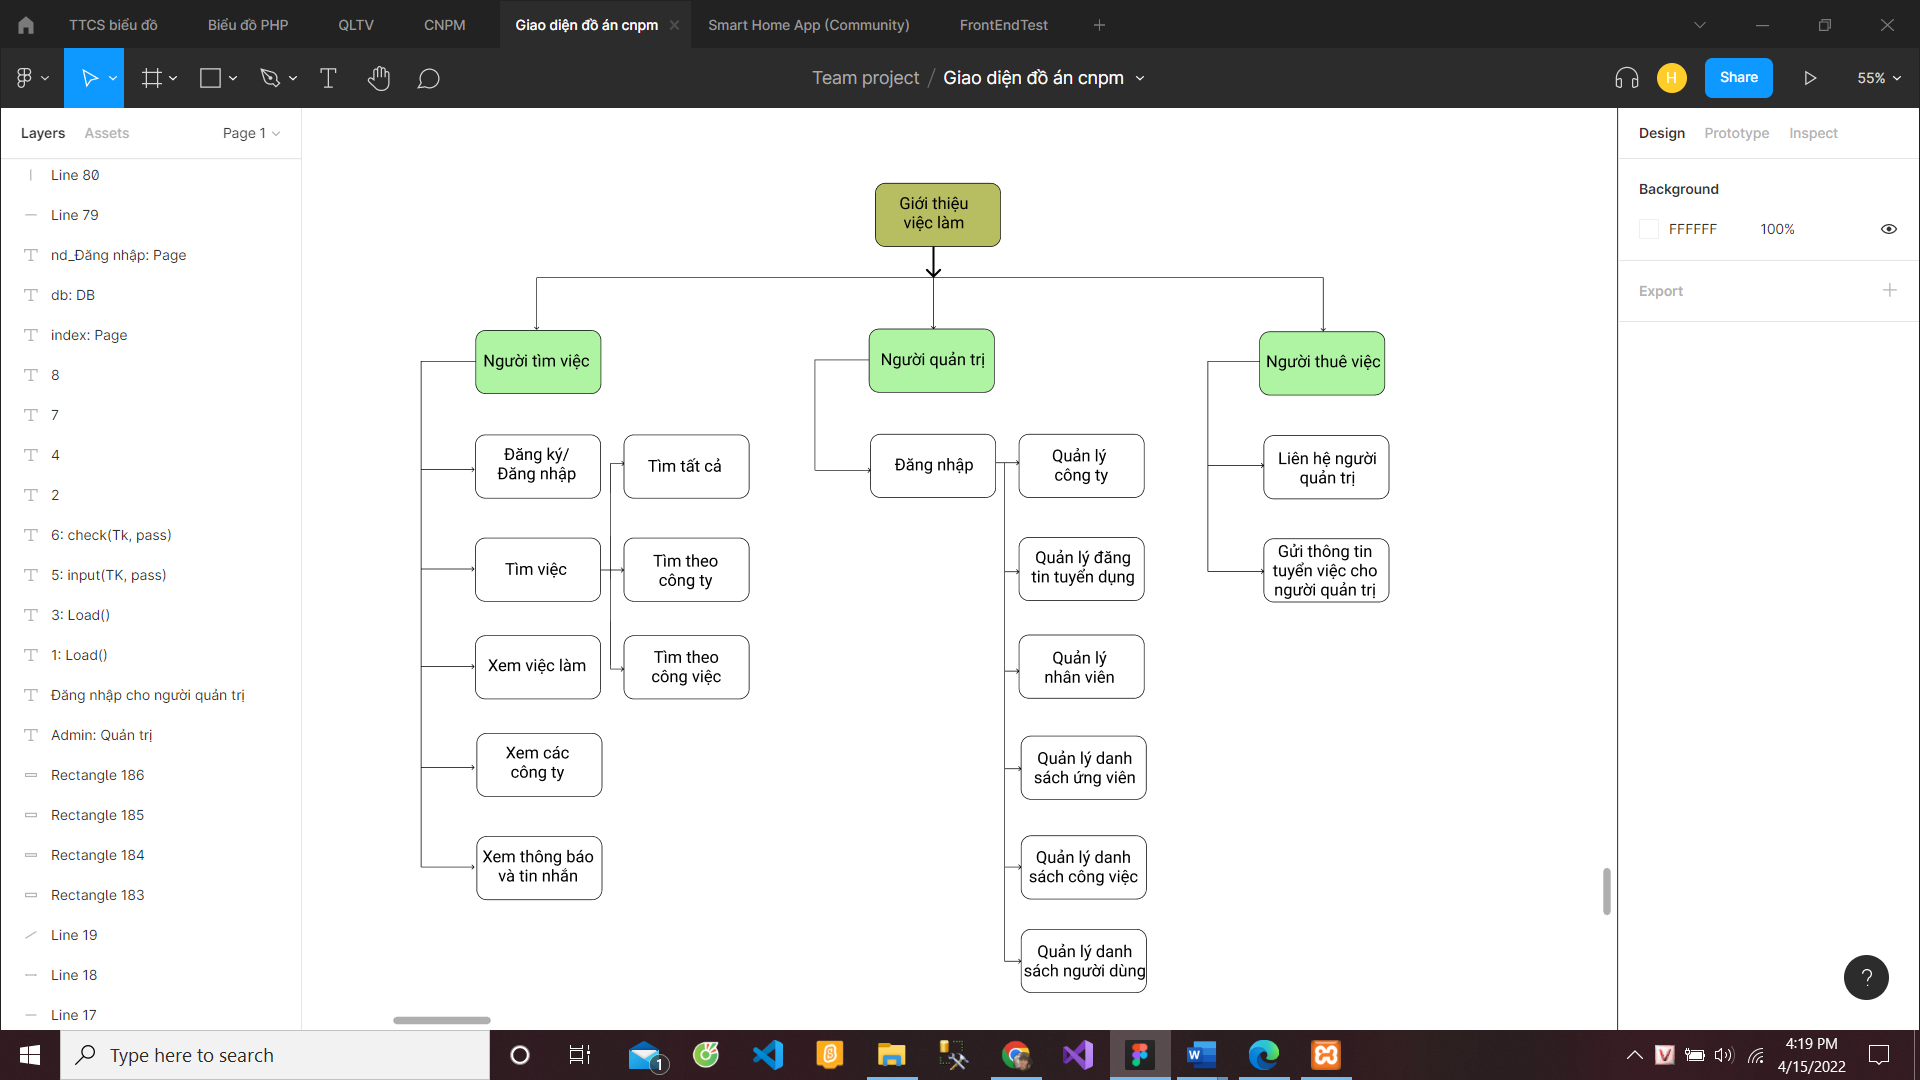 TTCS biểu đồ
Biểu đồ PHP
QLTV
CNPM
Giao diện đồ án cnpm
Smart Home App (Community)
FrontEndTest
Team project / Giao diện đồ án cnpm
H
Share
55%
Layers
Assets
Page 1
Line 80
Line 79
nd_Đăng nhập: Page
db: DB
index: Page
8
7
4
2
6: check(Tk, pass)
5: input(TK, pass)
3: Load()
1: Load()
Đăng nhập cho người quản trị
Admin: Quản trị
Rectangle 186
Rectangle 185
Rectangle 184
Rectangle 183
Line 19
Line 18
Line 17
Giới thiệu
việc làm
Người tìm việc
Người quản trị
Người thuê việc
Đăng ký/
Đăng nhập
Tìm tất cả
Tìm việc
Tìm theo
công ty
Xem việc làm
Tìm theo
công việc
Xem các
công ty
Xem thông báo
và tin nhắn
Đăng nhập
Quản lý
công ty
Quản lý đăng
tin tuyển dụng
Quản lý
nhân viên
Quản lý danh
sách ứng viên
Quản lý danh
sách công việc
Quản lý danh
sách người dùng
Liên hệ người
quản trị
Gửi thông tin
tuyển việc cho
người quản trị
Design
Prototype
Inspect
Background
FFFFFF
100%
Export
?
Type here to search
1
4:19 PM
4/15/2022